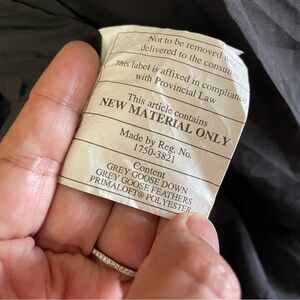 Not to be removed
delivered to the consumer
This label is affixed in compliance
with Provincial Law
This article contains
NEW MATERIAL ONLY
Made by Reg. No.
1750-3821
Content
GREY GOOSE DOWN
GREY GOOSE FEATHERS
PRIMALOFT® POLYESTER